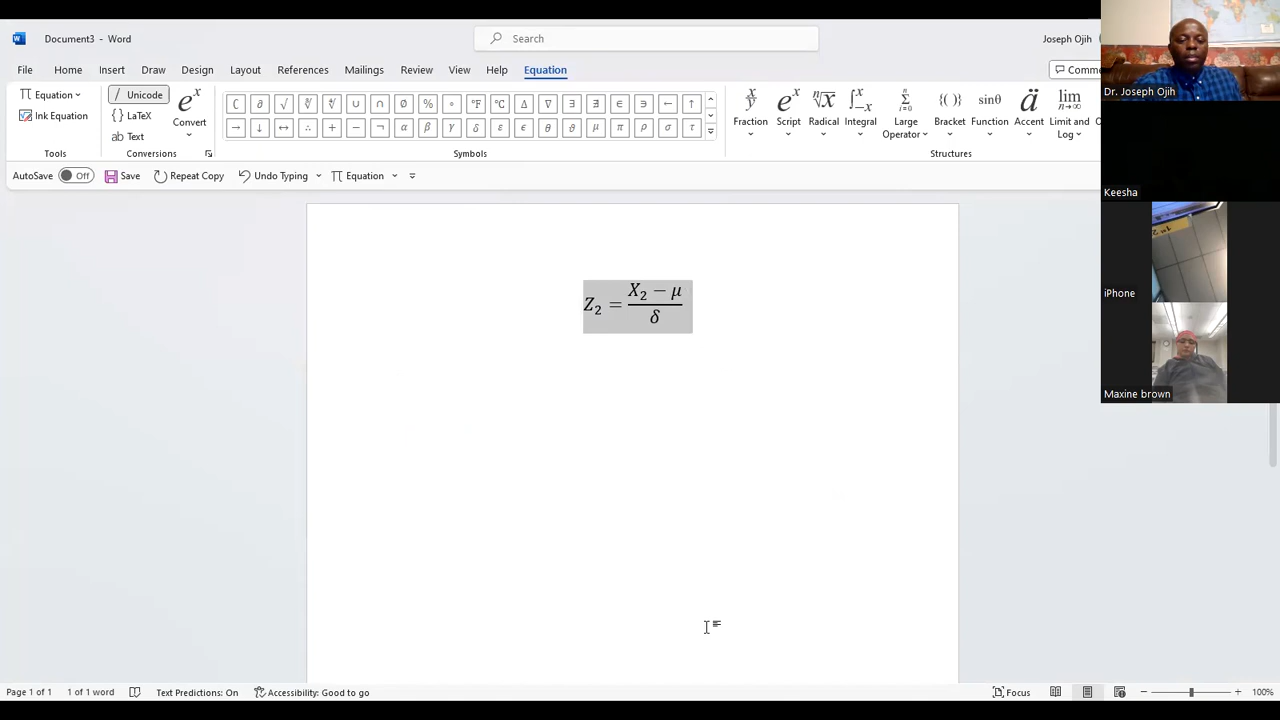 Document3 - Word
Search
Joseph Ojih
File Home Insert Draw Design Layout References Mailings Review View Help Equation
Comme
π Equation
Unicode
Ink Equation
{ } LaTeX
ab Text
Convert
Tools
Conversions
∂ √ ∛ ∜ ∪ ∩ ∅ % ° °F °C ∆ ∇ ∃ ∄ ∈ ∋ ← ↑
→ ↓ ↔ ∴ + − ¬ α β γ δ ε ϵ θ ϑ μ π ρ σ τ
Symbols
Fraction Script Radical Integral Large Operator Bracket Function Accent Limit and Log
Structures
AutoSave Off Save Repeat Copy Undo Typing Equation
Z₂ = (X₂ − μ)/δ
Dr. Joseph Ojih
Keesha
iPhone
Maxine brown
Page 1 of 1 1 of 1 word Text Predictions: On Accessibility: Good to go Focus 100%